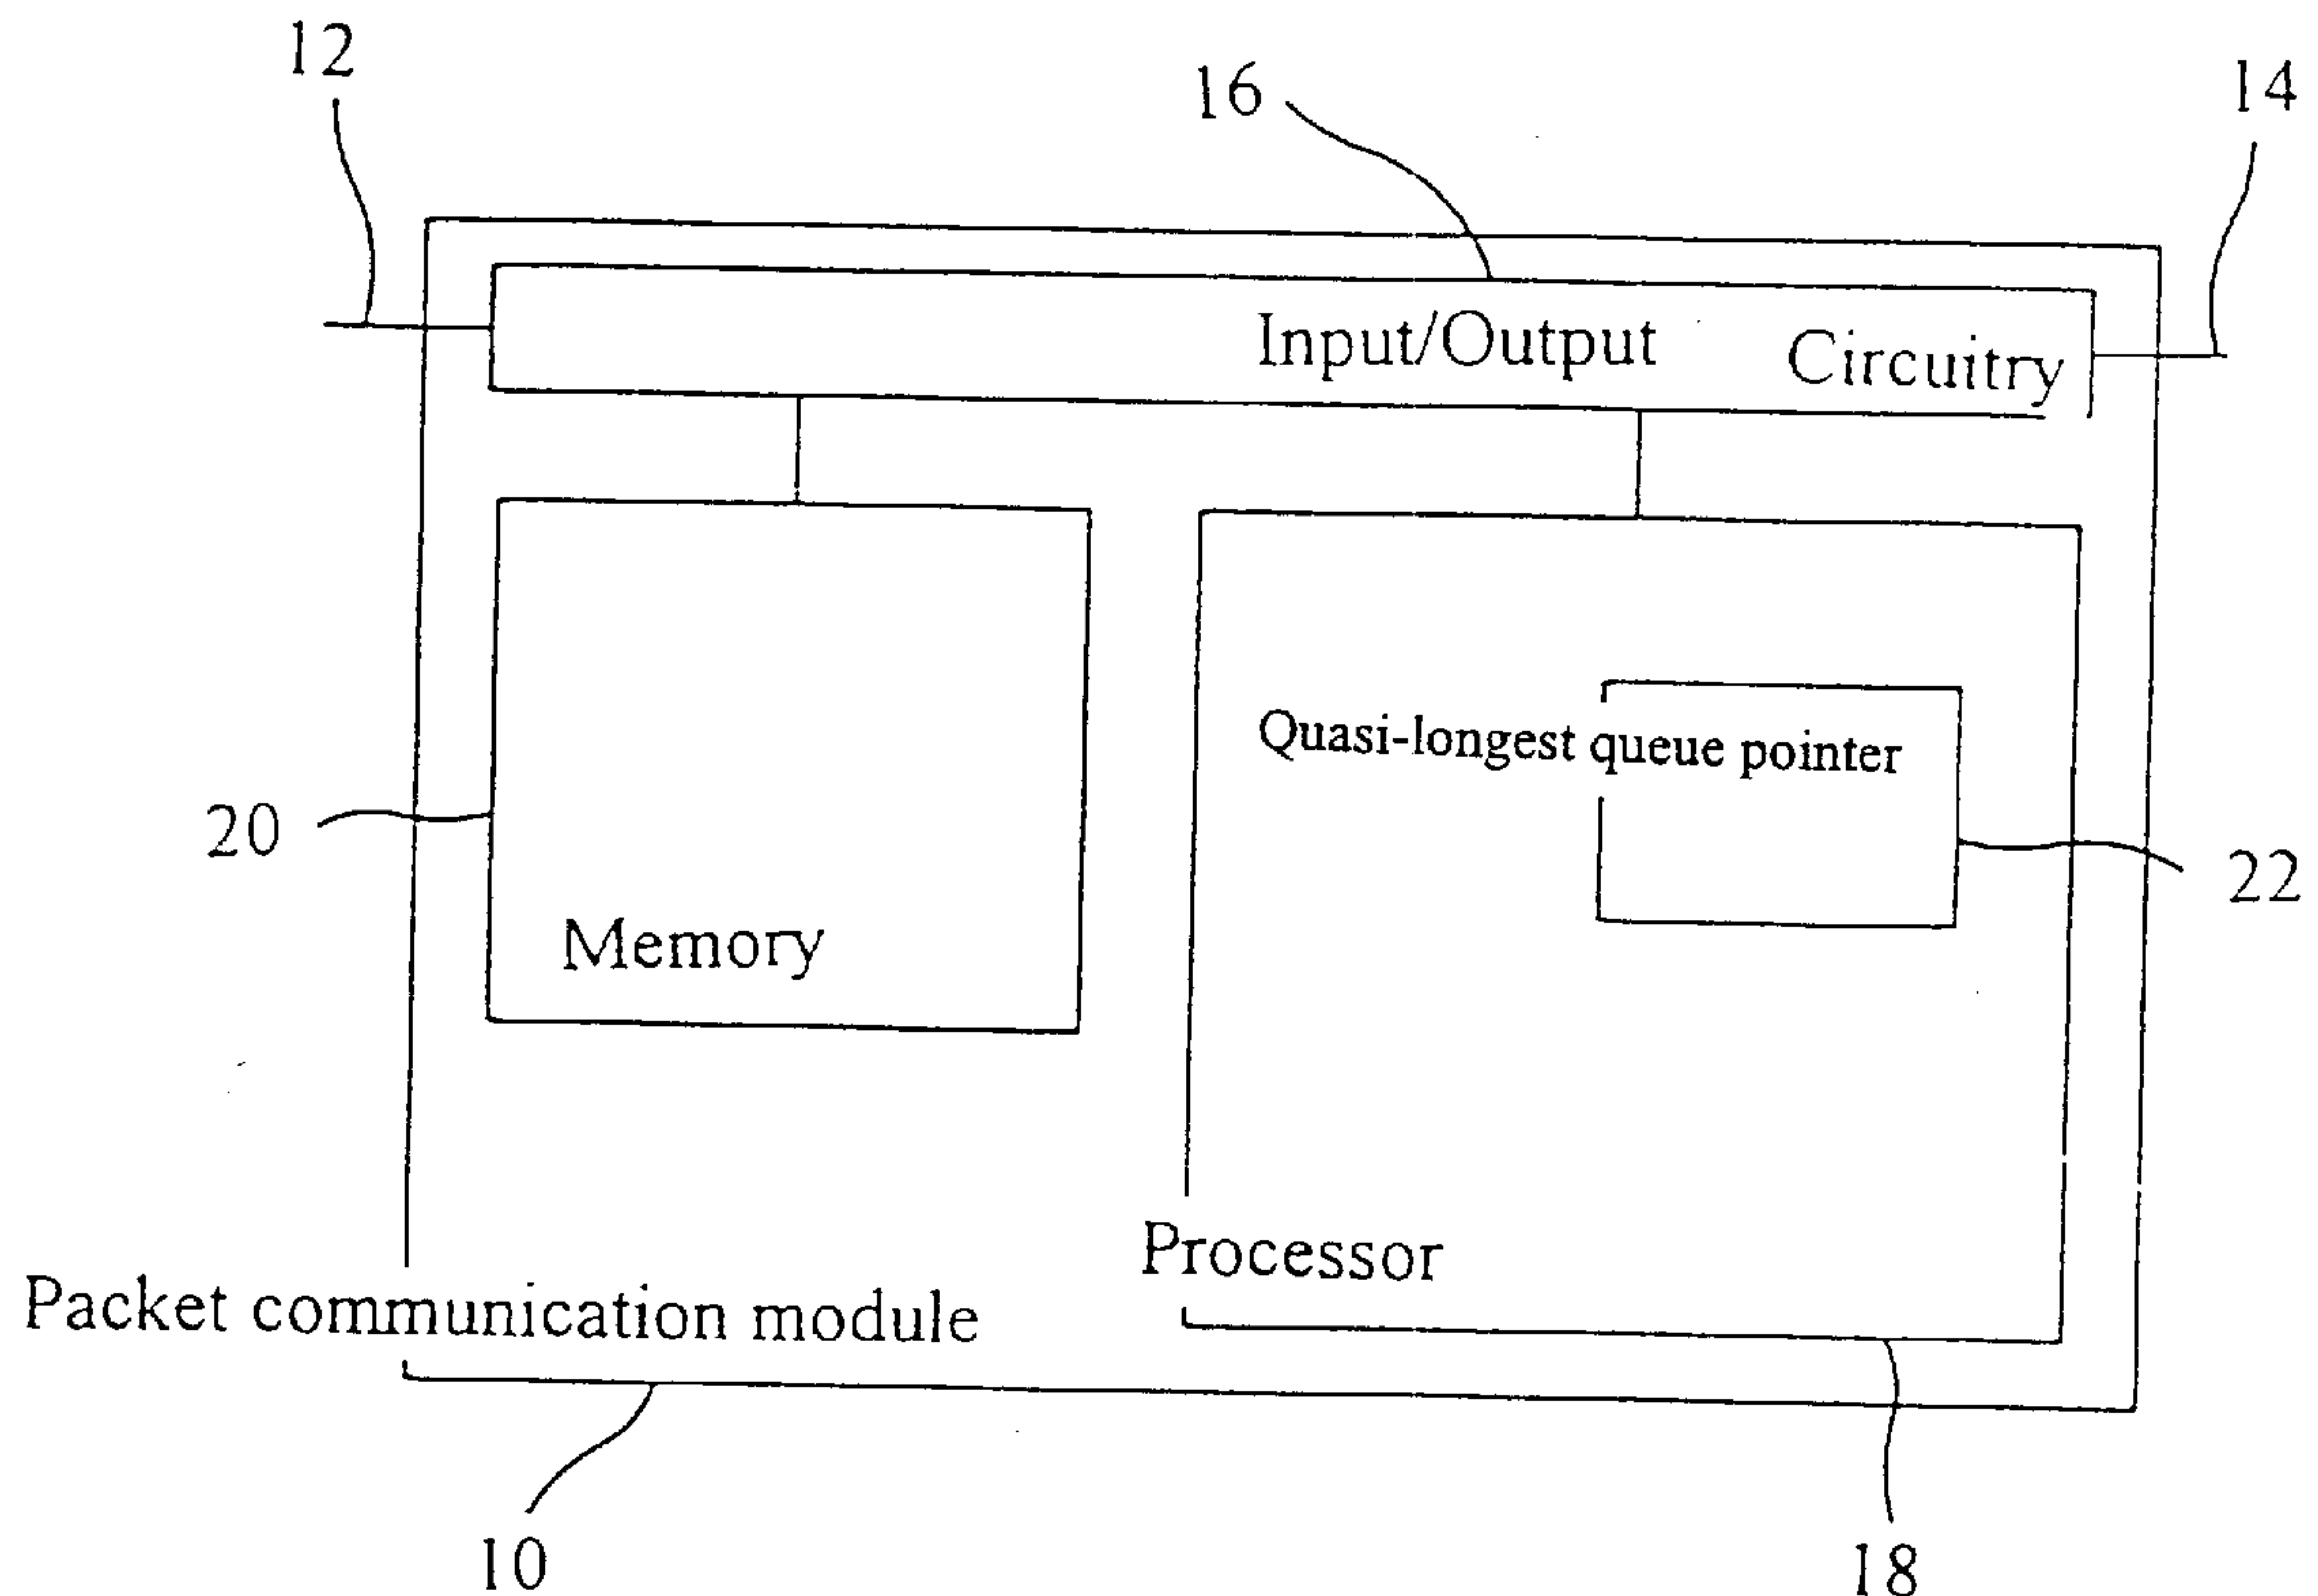 12
16
14
Input/Output Circuitry
Quasi-longest queue pointer
20
22
Memory
Processor
Packet communication module
10
18